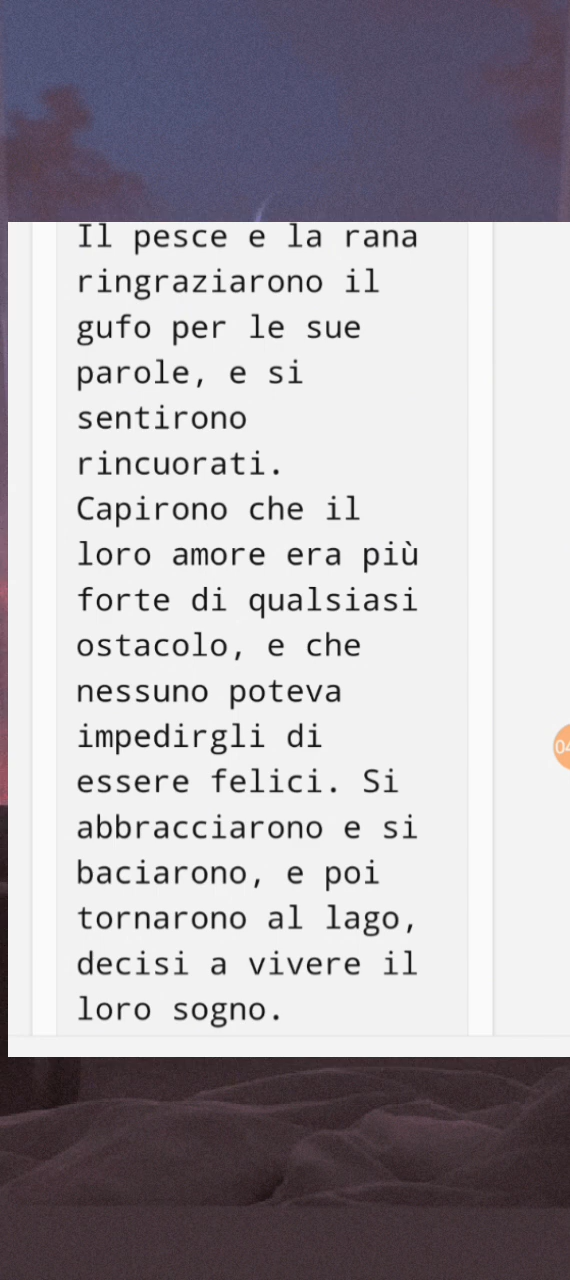 Il pesce e la rana
ringraziarono il
gufo per le sue
parole, e si
sentirono
rincuorati.
Capirono che il
loro amore era più
forte di qualsiasi
ostacolo, e che
nessuno poteva
impedirgli di
essere felici. Si
abbracciarono e si
baciarono, e poi
tornarono al lago,
decisi a vivere il
loro sogno.
04